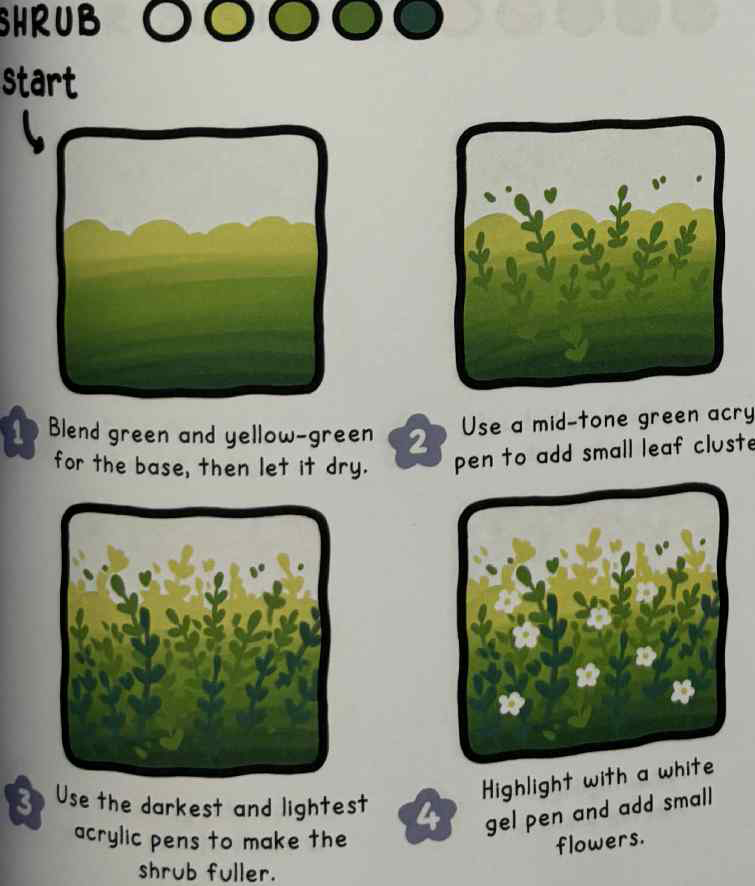 SHRUB
start
1 Blend green and yellow-green
for the base, then let it dry.
2 Use a mid-tone green
pen to add small leaf
3 Use the darkest and lightest
acrylic pens to make the
shrub fuller.
4 Highlight with a white
gel pen and add small
flowers.